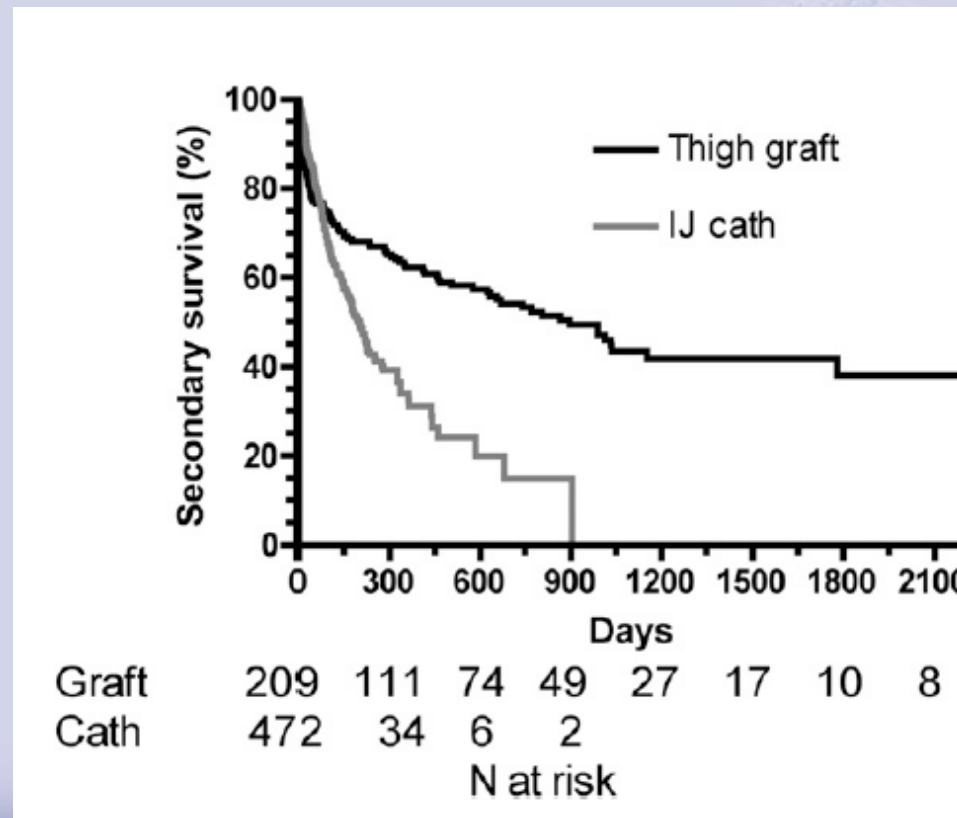 Secondary survival (%)
100
80
60
40
20
0
Thigh graft
IJ cath
0 300 600 900 1200 1500 1800 2100
Days
Graft 209 111 74 49 27 17 10 8
Cath 472 34 6 2
N at risk